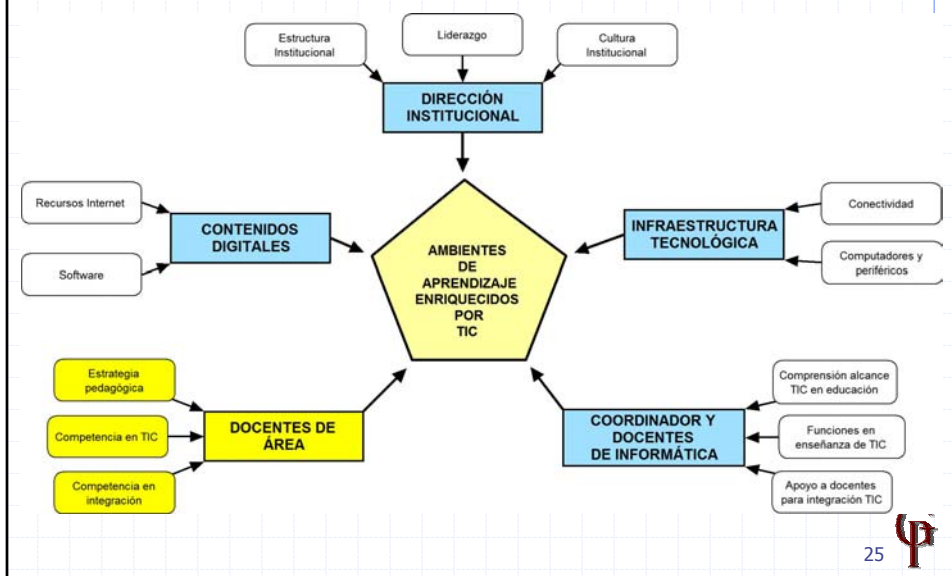 Estructura
Institucional
Liderazgo
Cultura
Institucional
DIRECCIÓN
INSTITUCIONAL
Recursos Internet
Software
CONTENIDOS
DIGITALES
AMBIENTES
DE
APRENDIZAJE
ENRIQUECIDOS
POR
TIC
INFRAESTRUCTURA
TECNOLÓGICA
Conectividad
Computadores y
periféricos
Estrategia
pedagógica
Competencia en TIC
Competencia en
integración
DOCENTES DE
ÁREA
COORDINADOR Y
DOCENTES
DE INFORMÁTICA
Comprensión alcance
TIC en educación
Funciones en
enseñanza de TIC
Apoyo a docentes
para integración TIC
25